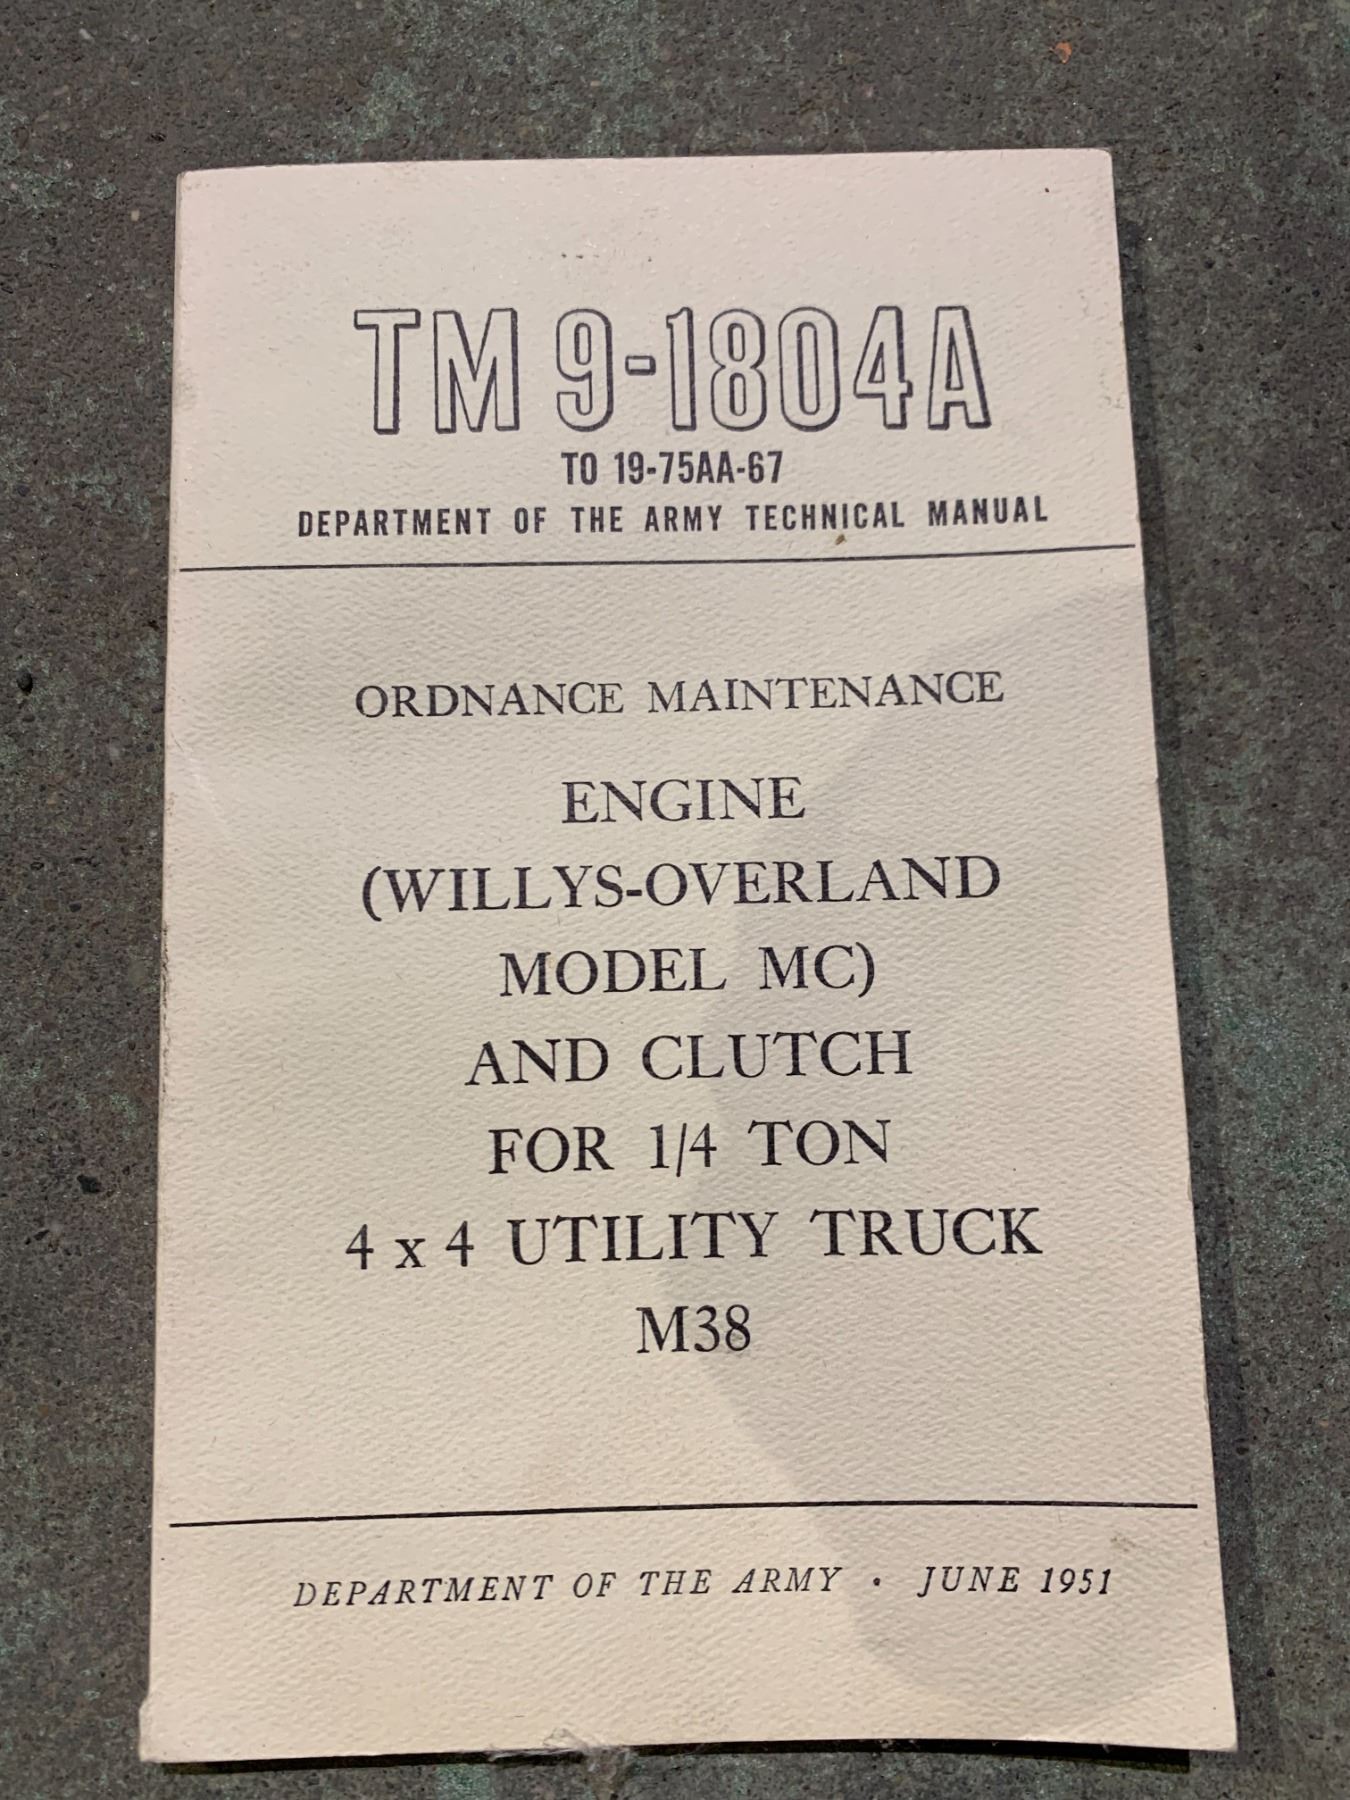 TM 9-1804A
TO 19-75AA-67
DEPARTMENT OF THE ARMY TECHNICAL MANUAL
ORDNANCE MAINTENANCE
ENGINE
(WILLYS-OVERLAND
MODEL MC)
AND CLUTCH
FOR 1/4 TON
4 x 4 UTILITY TRUCK
M38
DEPARTMENT OF THE ARMY • JUNE 1951